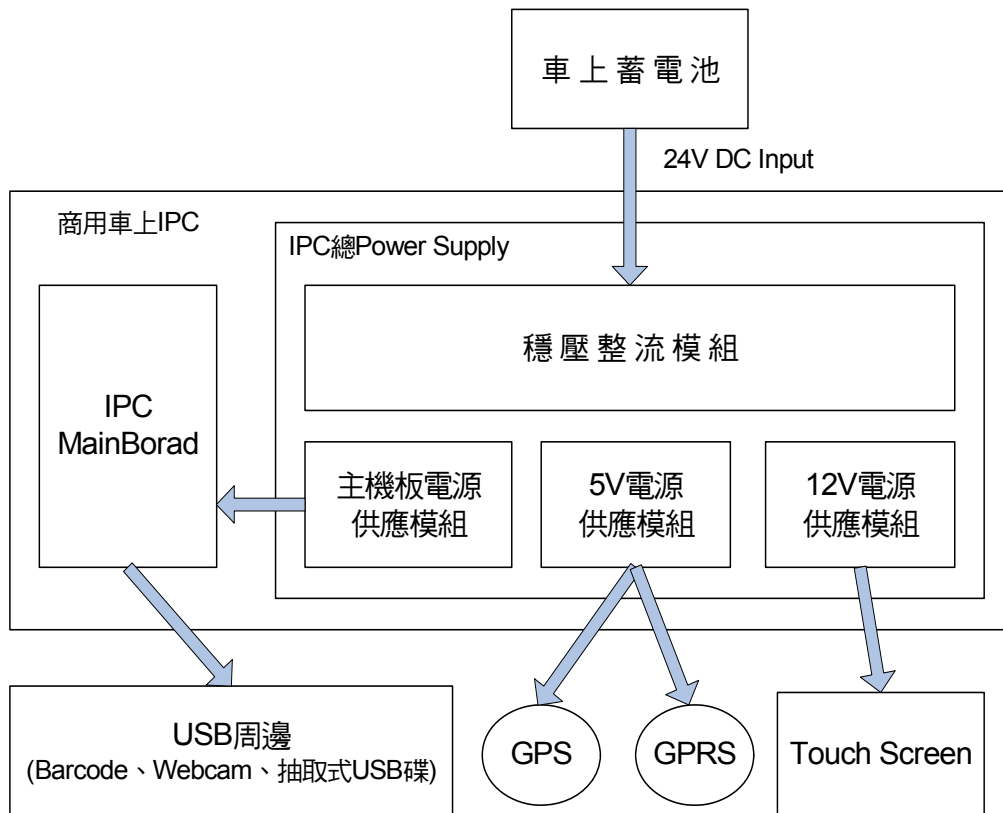 車上蓄電池
24V DC Input
商用車上IPC
IPC總Power Supply
穩壓整流模組
IPC
MainBorad
主機板電源
供應模組
5V電源
供應模組
12V電源
供應模組
USB周邊
(Barcode、Webcam、抽取式USB碟)
GPS
GPRS
Touch Screen